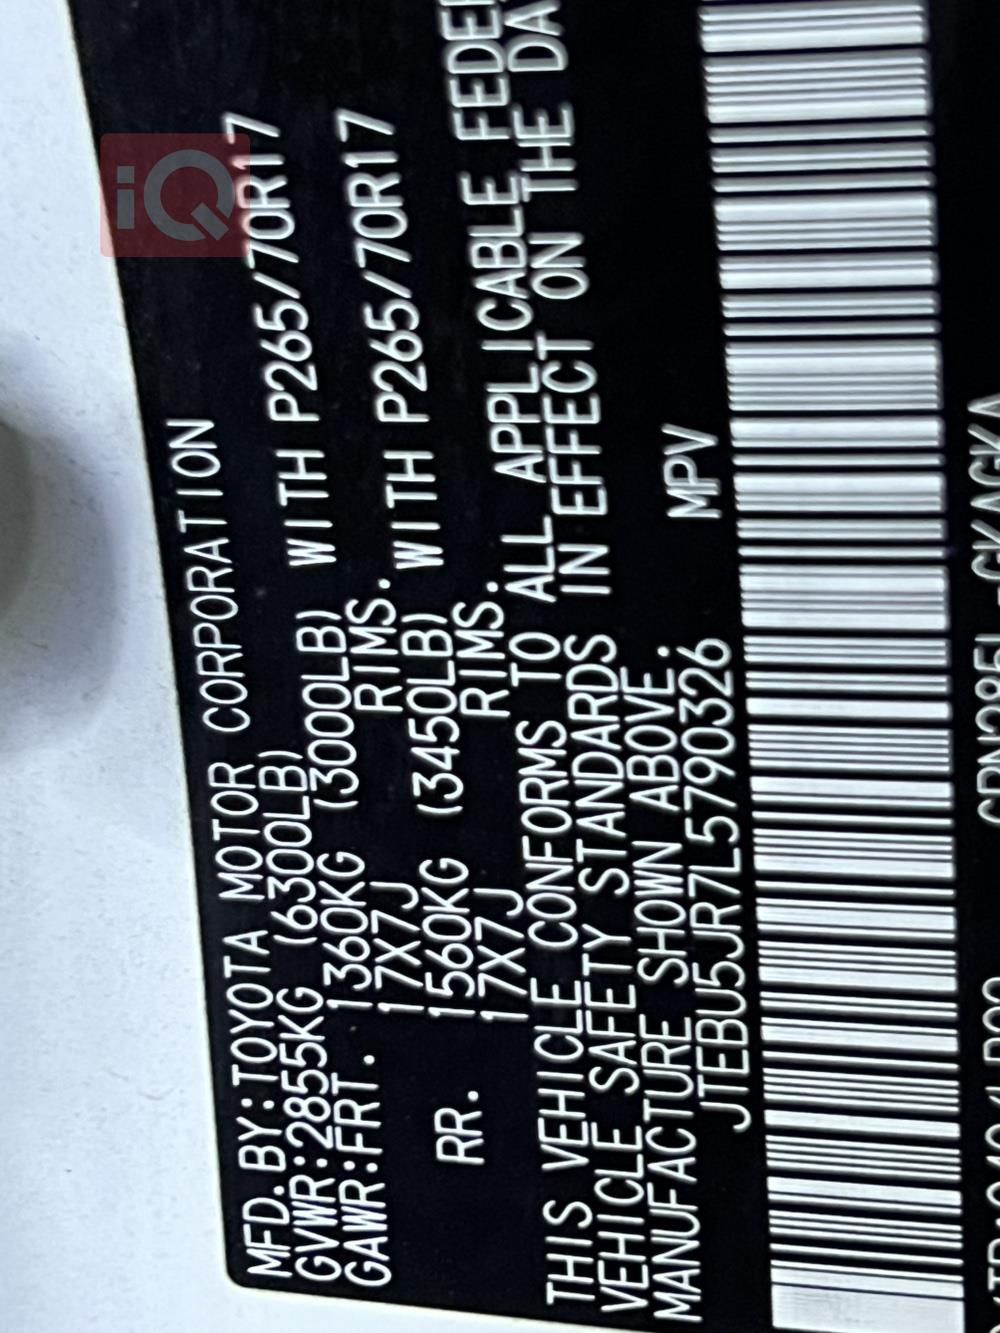 iQ
MFD.BY:TOYOTA MOTOR CORPORATION
GVWR:2855KG (6300LB)
GAWR:FRT. 1360KG (3000LB) WITH P265/70R17
17X7J RIMS.
RR. 1560KG (3450LB) WITH P265/70R17
17X7J RIMS.
THIS VEHICLE CONFORMS TO ALL APPLICABLE FEDER
VEHICLE SAFETY STANDARDS IN EFFECT ON THE DA
MANUFACTURE SHOWN ABOVE.
JTEBU5JR7L5790326 MPV